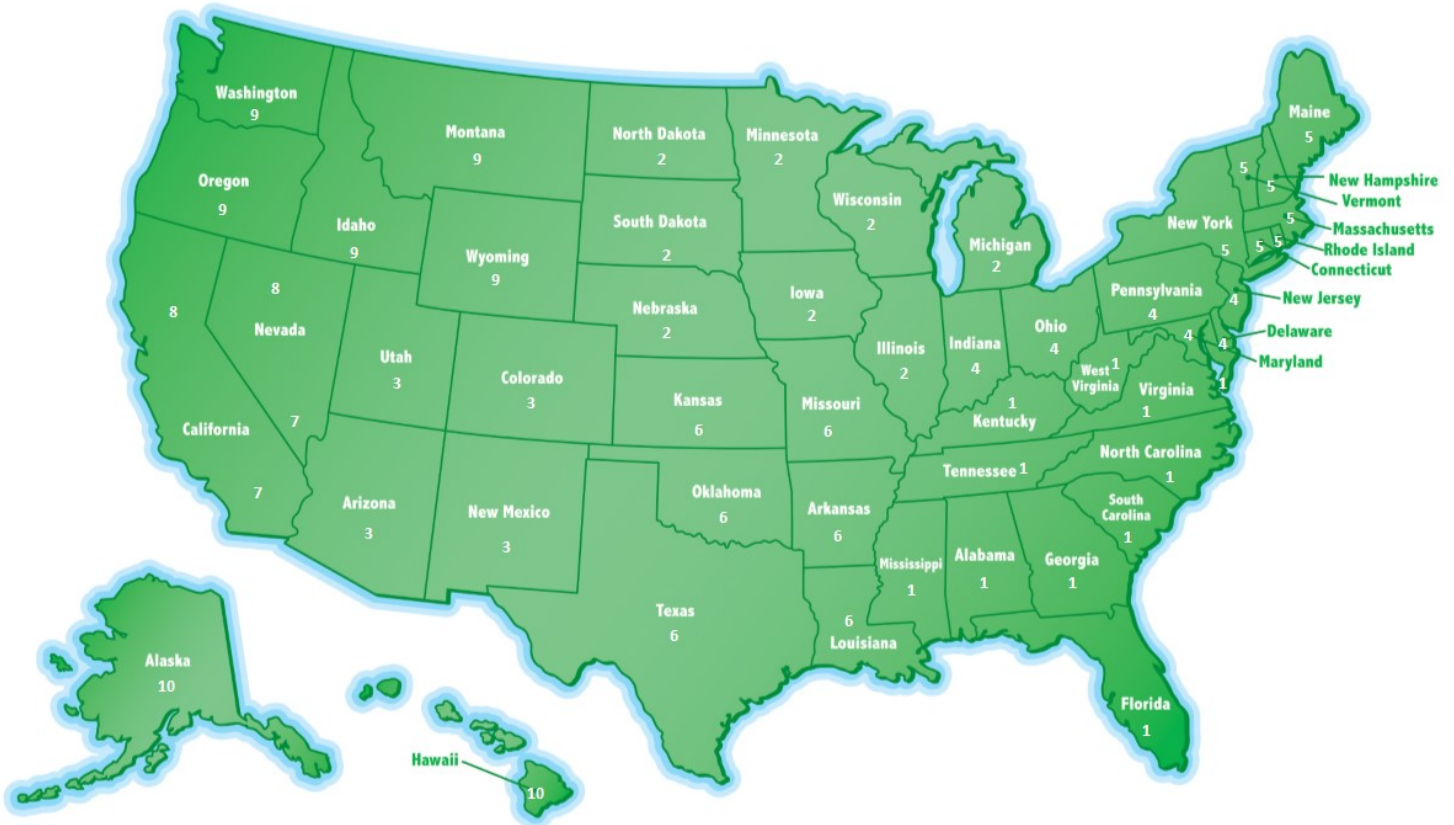 Washington
9
Montana
9
North Dakota
2
Minnesota
2
Maine
5
Oregon
9
Idaho
9
Wyoming
9
South Dakota
2
Wisconsin
2
Michigan
2
New York
5
5
5
New Hampshire
Vermont
5
Massachusetts
5
5
Rhode Island
Connecticut
8
8
Nevada
7
Utah
3
Colorado
3
Nebraska
2
Iowa
2
Illinois
2
Indiana
4
Ohio
4
Pennsylvania
4
4
New Jersey
4
4
Delaware
Maryland
1
California
7
Kansas
6
Missouri
6
1
Kentucky
West 1
Virginia
Virginia
1
Tennessee 1
North Carolina
1
South
Carolina
1
Arizona
3
New Mexico
3
Oklahoma
6
Arkansas
6
Mississippi
1
Alabama
1
Georgia
1
Texas
6
6
Louisiana
Florida
1
Alaska
10
Hawaii
10